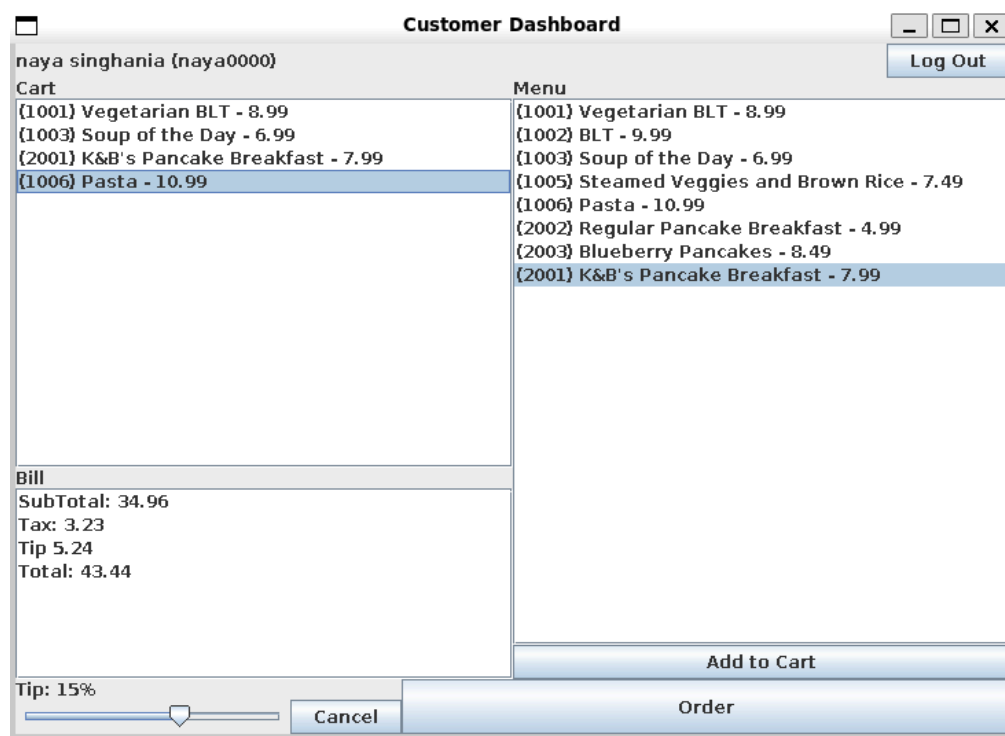 Customer Dashboard
naya singhania (naya0000)
Log Out
Cart
(1001) Vegetarian BLT - 8.99
(1003) Soup of the Day - 6.99
(2001) K&B's Pancake Breakfast - 7.99
(1006) Pasta - 10.99
Menu
(1001) Vegetarian BLT - 8.99
(1002) BLT - 9.99
(1003) Soup of the Day - 6.99
(1005) Steamed Veggies and Brown Rice - 7.49
(1006) Pasta - 10.99
(2002) Regular Pancake Breakfast - 4.99
(2003) Blueberry Pancakes - 8.49
(2001) K&B's Pancake Breakfast - 7.99
Bill
SubTotal: 34.96
Tax: 3.23
Tip 5.24
Total: 43.44
Add to Cart
Tip: 15%
Cancel
Order